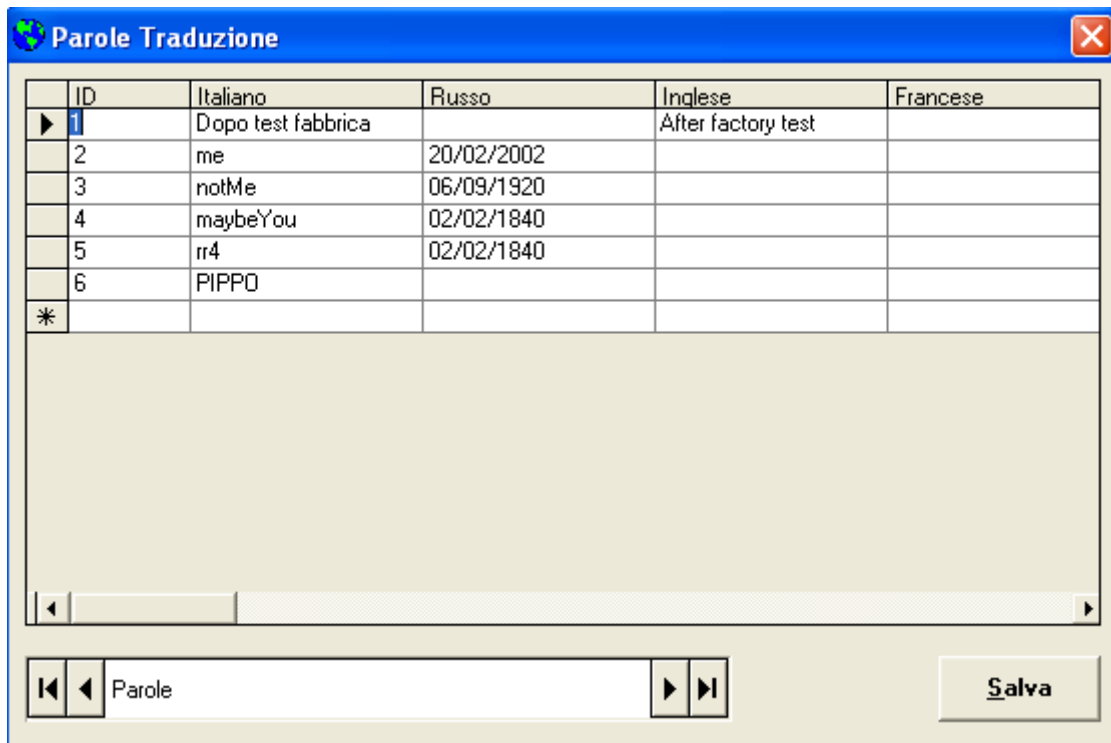 Parole Traduzione
ID Italiano Russo Inglese Francese
1 Dopo test fabbrica After factory test
2 me 20/02/2002
3 notMe 06/09/1920
4 maybeYou 02/02/1840
5 rr4 02/02/1840
6 PIPPO
Parole Salva